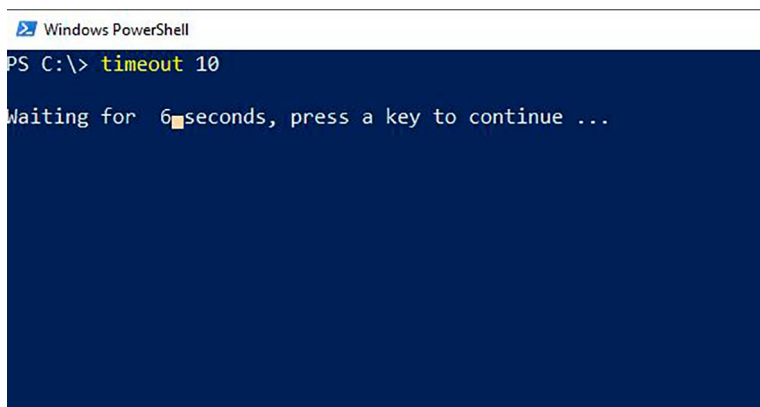 Windows PowerShell
PS C:\> timeout 10
Waiting for  6 seconds, press a key to continue ...